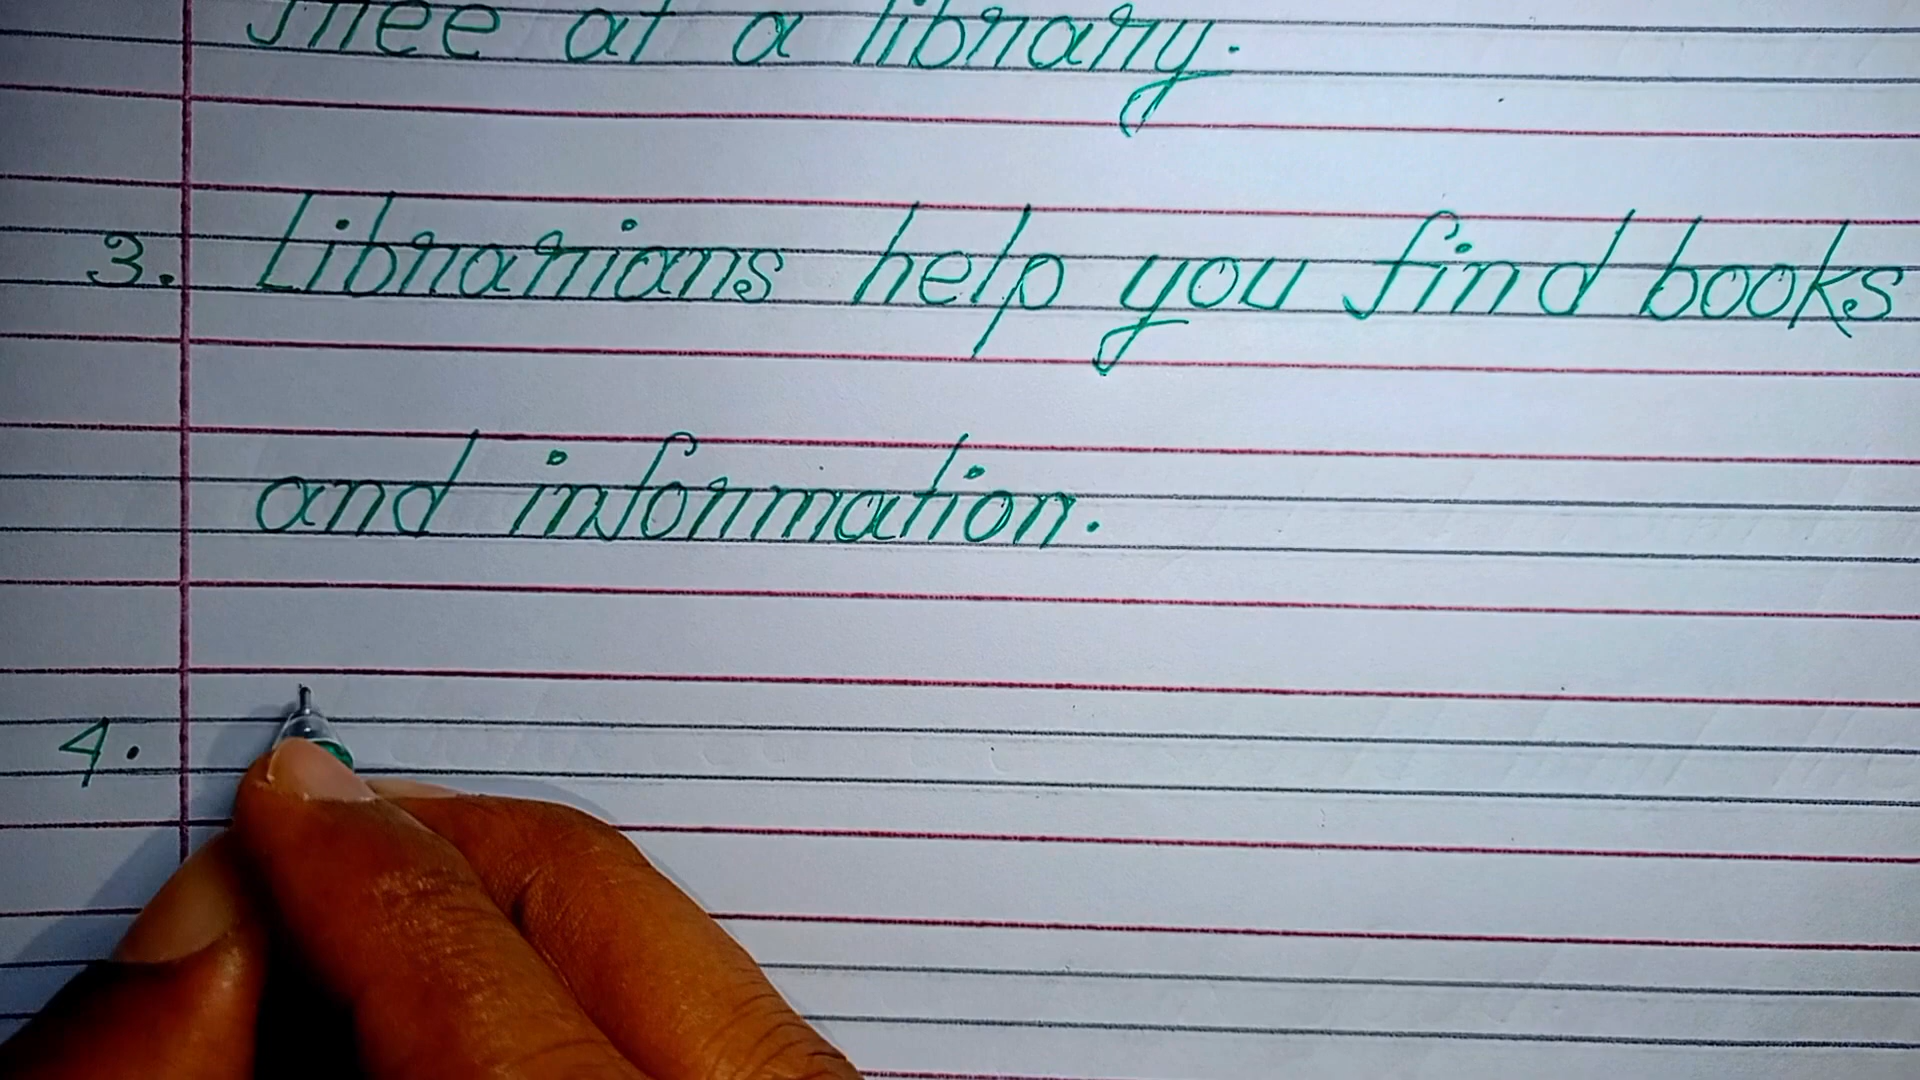 free at a library.
3. Librarians help you find books
and information.
4.